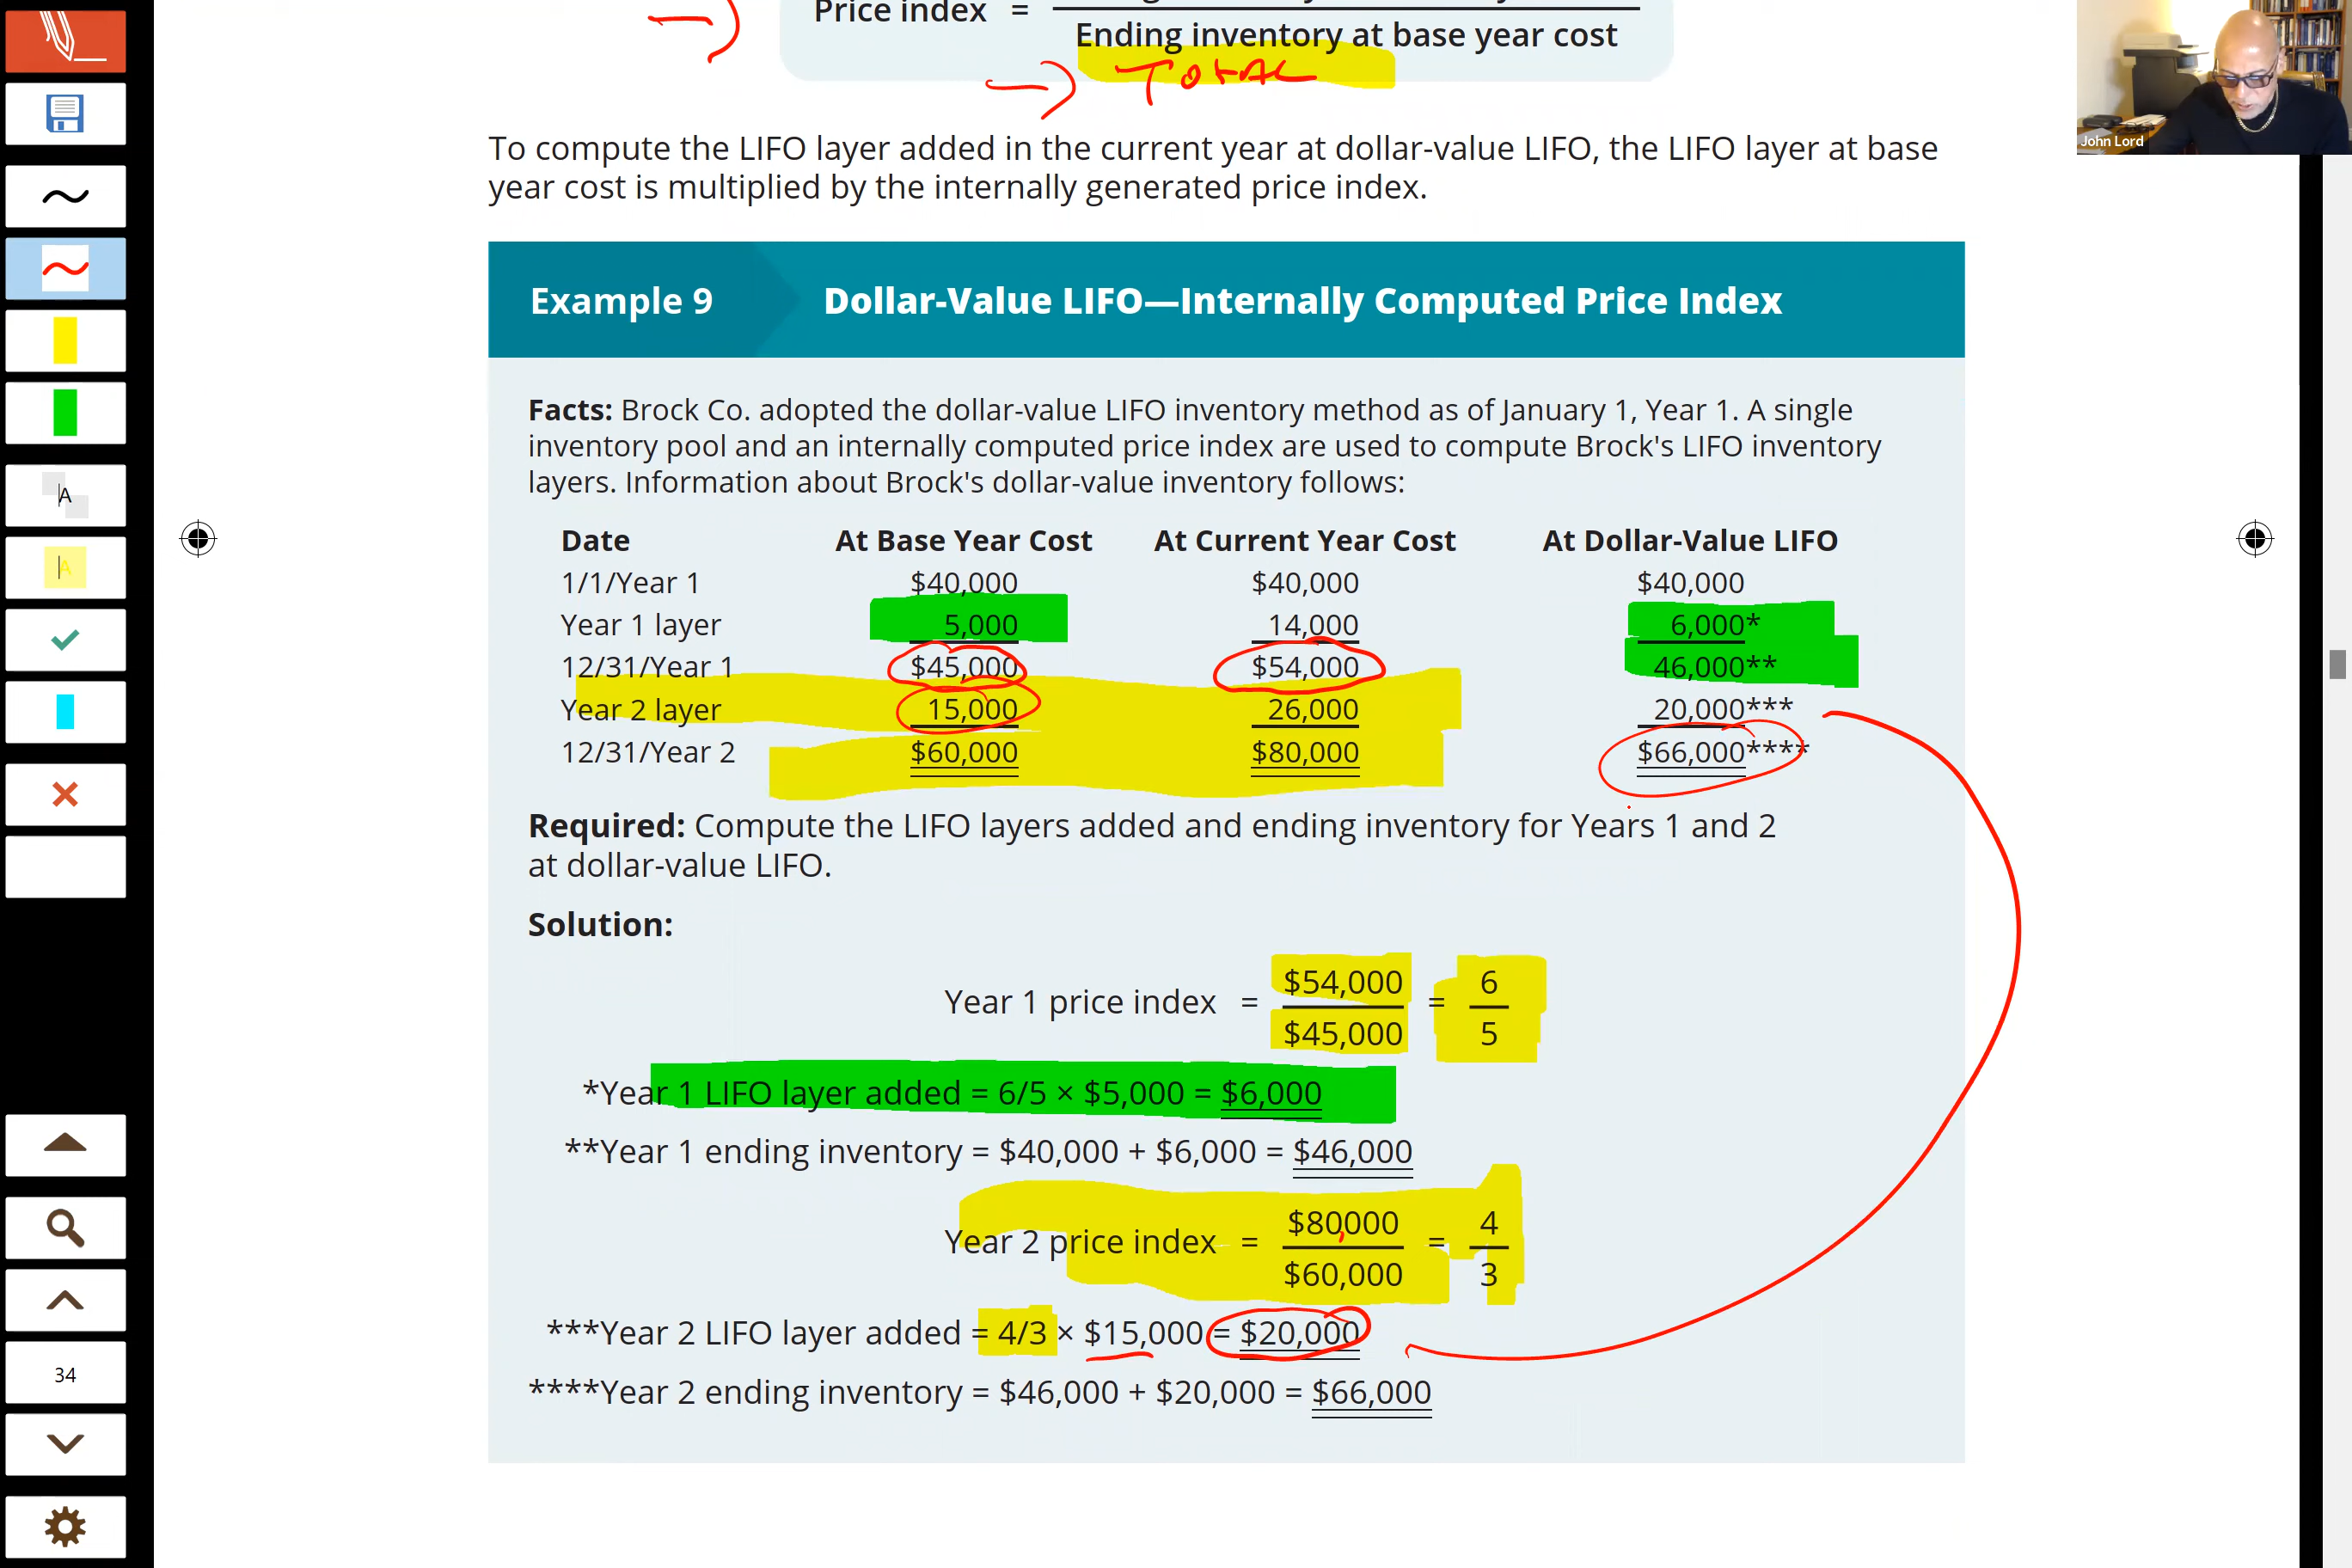 Price index =
Ending inventory at base year cost
TOTAL
To compute the LIFO layer added in the current year at dollar-value LIFO, the LIFO layer at base
year cost is multiplied by the internally generated price index.
John Lord
Example 9 Dollar-Value LIFO—Internally Computed Price Index
Facts: Brock Co. adopted the dollar-value LIFO inventory method as of January 1, Year 1. A single
inventory pool and an internally computed price index are used to compute Brock's LIFO inventory
layers. Information about Brock's dollar-value inventory follows:
Date At Base Year Cost At Current Year Cost At Dollar-Value LIFO
1/1/Year 1 $40,000 $40,000 $40,000
Year 1 layer 5,000 14,000 6,000*
12/31/Year 1 $45,000 $54,000 46,000**
Year 2 layer 15,000 26,000 20,000***
12/31/Year 2 $60,000 $80,000 $66,000****
Required: Compute the LIFO layers added and ending inventory for Years 1 and 2
at dollar-value LIFO.
Solution:
Year 1 price index = $54,000 / $45,000 = 6 / 5
*Year 1 LIFO layer added = 6/5 × $5,000 = $6,000
**Year 1 ending inventory = $40,000 + $6,000 = $46,000
Year 2 price index = $80,000 / $60,000 = 4 / 3
***Year 2 LIFO layer added = 4/3 × $15,000 = $20,000
****Year 2 ending inventory = $46,000 + $20,000 = $66,000
A
A
34